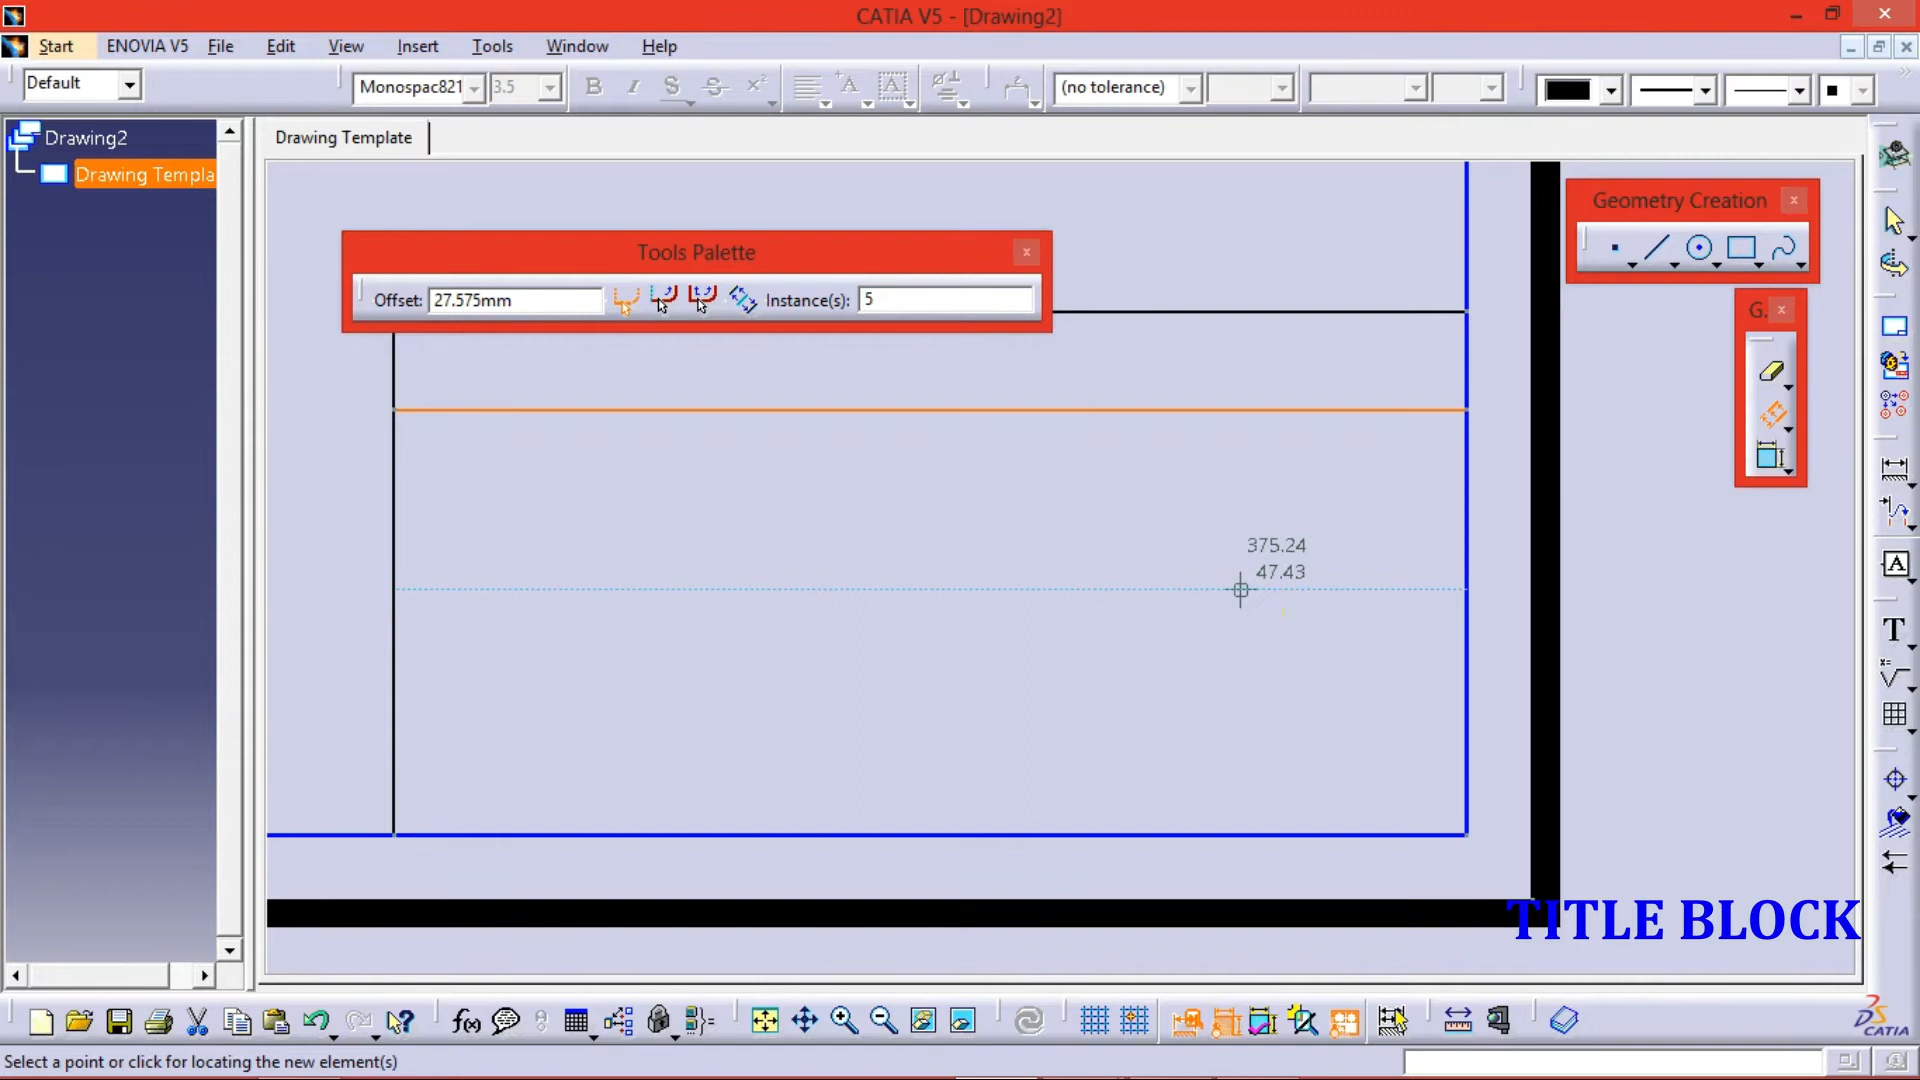 CATIA V5 - [Drawing2]
Start ENOVIA V5 File Edit View Insert Tools Window Help
Default Monospac821 3.5 B I S S x² (no tolerance)
Drawing2 Drawing Template
Drawing Templa
Tools Palette x
Offset: 27.575mm Instance(s): 5
Geometry Creation x
G. x
375.24
47.43
TITLE BLOCK
f(x)
DS CATIA
Select a point or click for locating the new element(s)